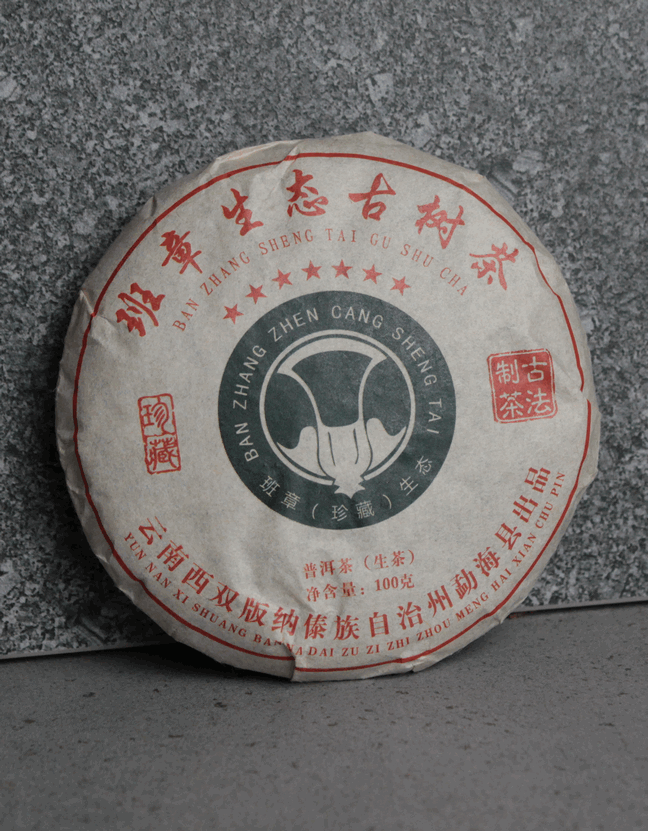 班章生态古树茶
BAN ZHANG SHENG TAI GU SHU CHA
BAN ZHANG ZHEN CANG SHENG TAI
班章（珍藏）生态
珍藏
古法
制茶
普洱茶（生茶）
净含量：100克
云南西双版纳傣族自治州勐海县出品
YUN NAN XI SHUANG BAN NA DAI ZU ZI ZHI ZHOU MENG HAI XIAN CHU PIN